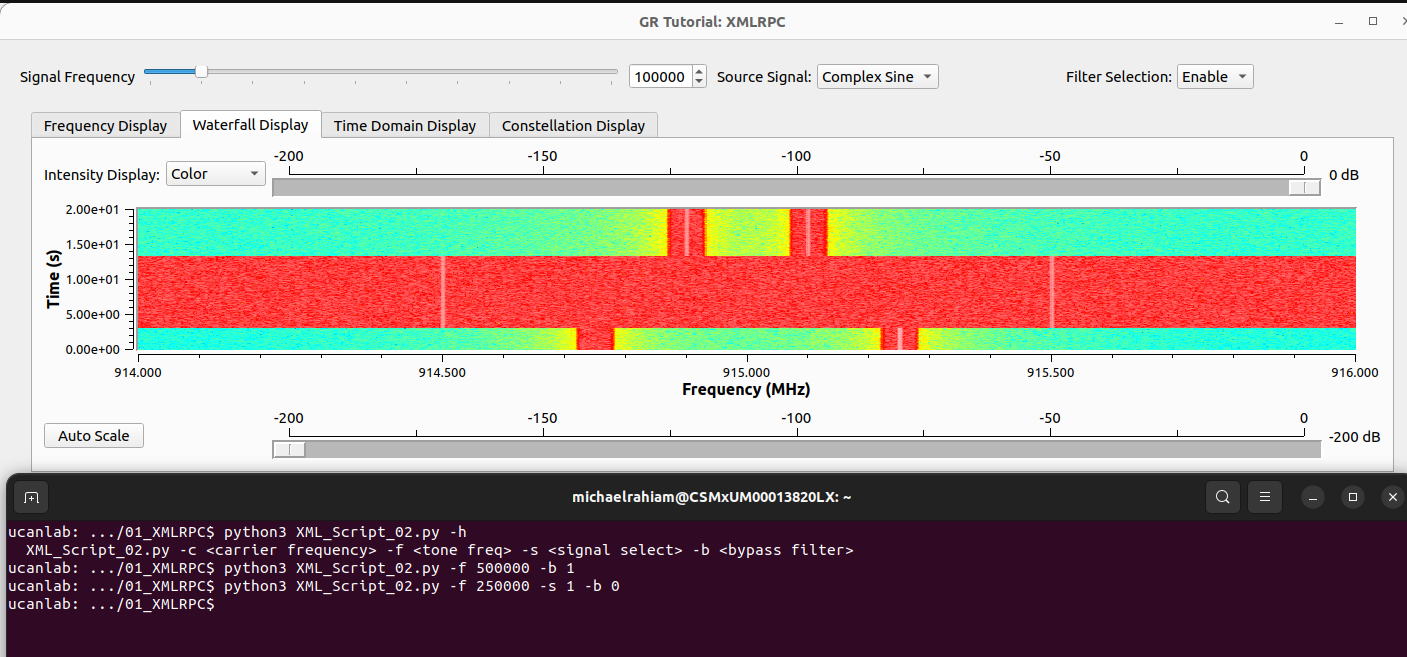 GR Tutorial: XMLRPC
Signal Frequency 100000 Source Signal: Complex Sine Filter Selection: Enable
Frequency Display Waterfall Display Time Domain Display Constellation Display
-200 -150 -100 -50 0
Intensity Display: Color 0 dB
2.00e+01
1.50e+01
1.00e+01
5.00e+00
0.00e+00
Time (s)
914.000 914.500 915.000 915.500 916.000
Frequency (MHz)
-200 -150 -100 -50 0
Auto Scale -200 dB
michaelrahiam@CSMxUM00013820LX: ~
ucanlab: .../01_XMLRPC$ python3 XML_Script_02.py -h
XML_Script_02.py -c <carrier frequency> -f <tone freq> -s <signal select> -b <bypass filter>
ucanlab: .../01_XMLRPC$ python3 XML_Script_02.py -f 500000 -b 1
ucanlab: .../01_XMLRPC$ python3 XML_Script_02.py -f 250000 -s 1 -b 0
ucanlab: .../01_XMLRPC$